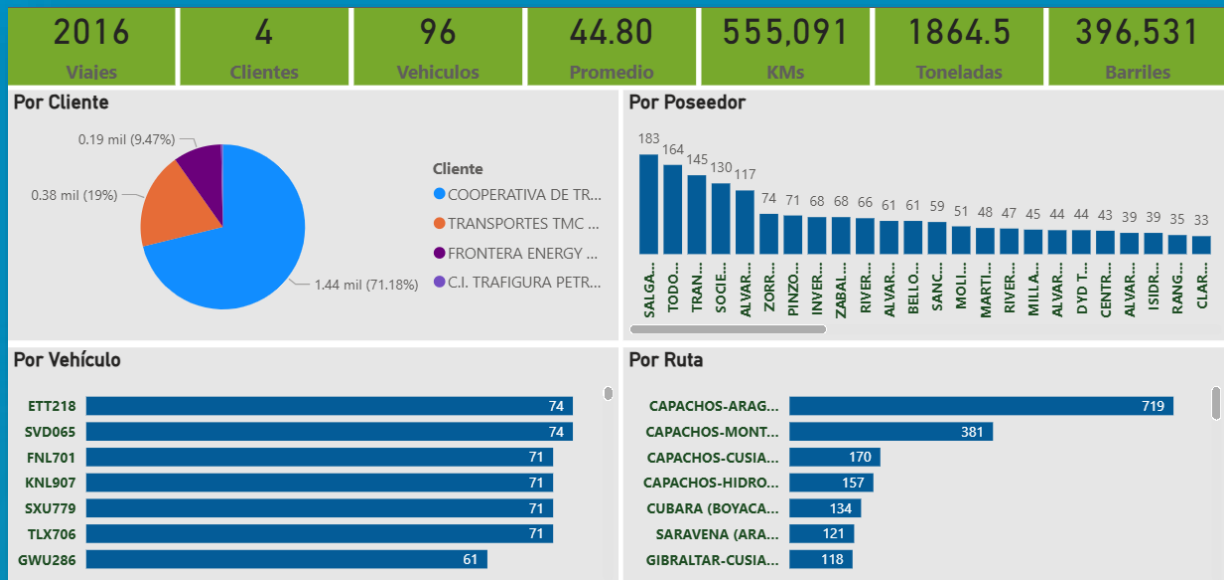 2016 4 96 44.80 555,091 1864.5 396,531
Viajes Clientes Vehiculos Promedio KMs Toneladas Barriles
Por Cliente
0.19 mil (9.47%)
0.38 mil (19%)
1.44 mil (71.18%)
Cliente
COOPERATIVA DE TR...
TRANSPORTES TMC ...
FRONTERA ENERGY ...
C.I. TRAFIGURA PETR...
Por Poseedor
183 164 145 130 117 74 71 68 68 66 61 61 59 51 48 47 45 44 44 43 39 39 35 33
SALGA...
TODO...
TRAN...
SOCIE...
ALVAR...
ZORR...
PINZO...
INVER...
ZABAL...
RIVER...
ALVAR...
BELLO...
SANC...
MOLI...
MARTI...
RIVER...
MILLA...
ALVAR...
DYD T...
CENTR...
ALVAR...
ISIDR...
RANG...
CLAR...
Por Vehículo
ETT218 74
SVD065 74
FNL701 71
KNL907 71
SXU779 71
TLX706 71
GWU286 61
Por Ruta
CAPACHOS-ARAG... 719
CAPACHOS-MONT... 381
CAPACHOS-CUSIA... 170
CAPACHOS-HIDRO... 157
CUBARA (BOYACA... 134
SARAVENA (ARA... 121
GIBRALTAR-CUSIA... 118